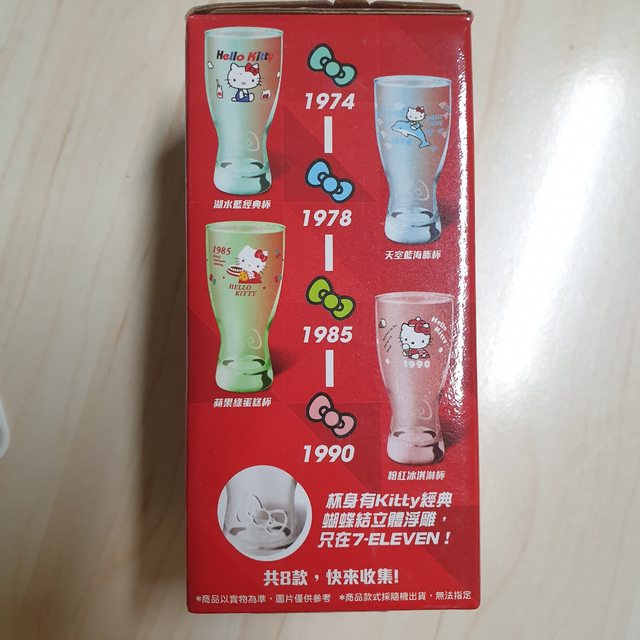 Hello Kitty
1974
湖水藍經典杯
1978
天空藍海豚杯
1985
HELLO
KITTY
1985
蘋果綠蛋糕杯
Hello
Kitty
1990
1990
粉紅冰淇淋杯
杯身有Kitty經典
蝴蝶結立體浮雕，
只在7-ELEVEN！
共8款，快來收集!
*商品以實物為準、圖片僅供參考 *商品款式採隨機出貨、無法指定